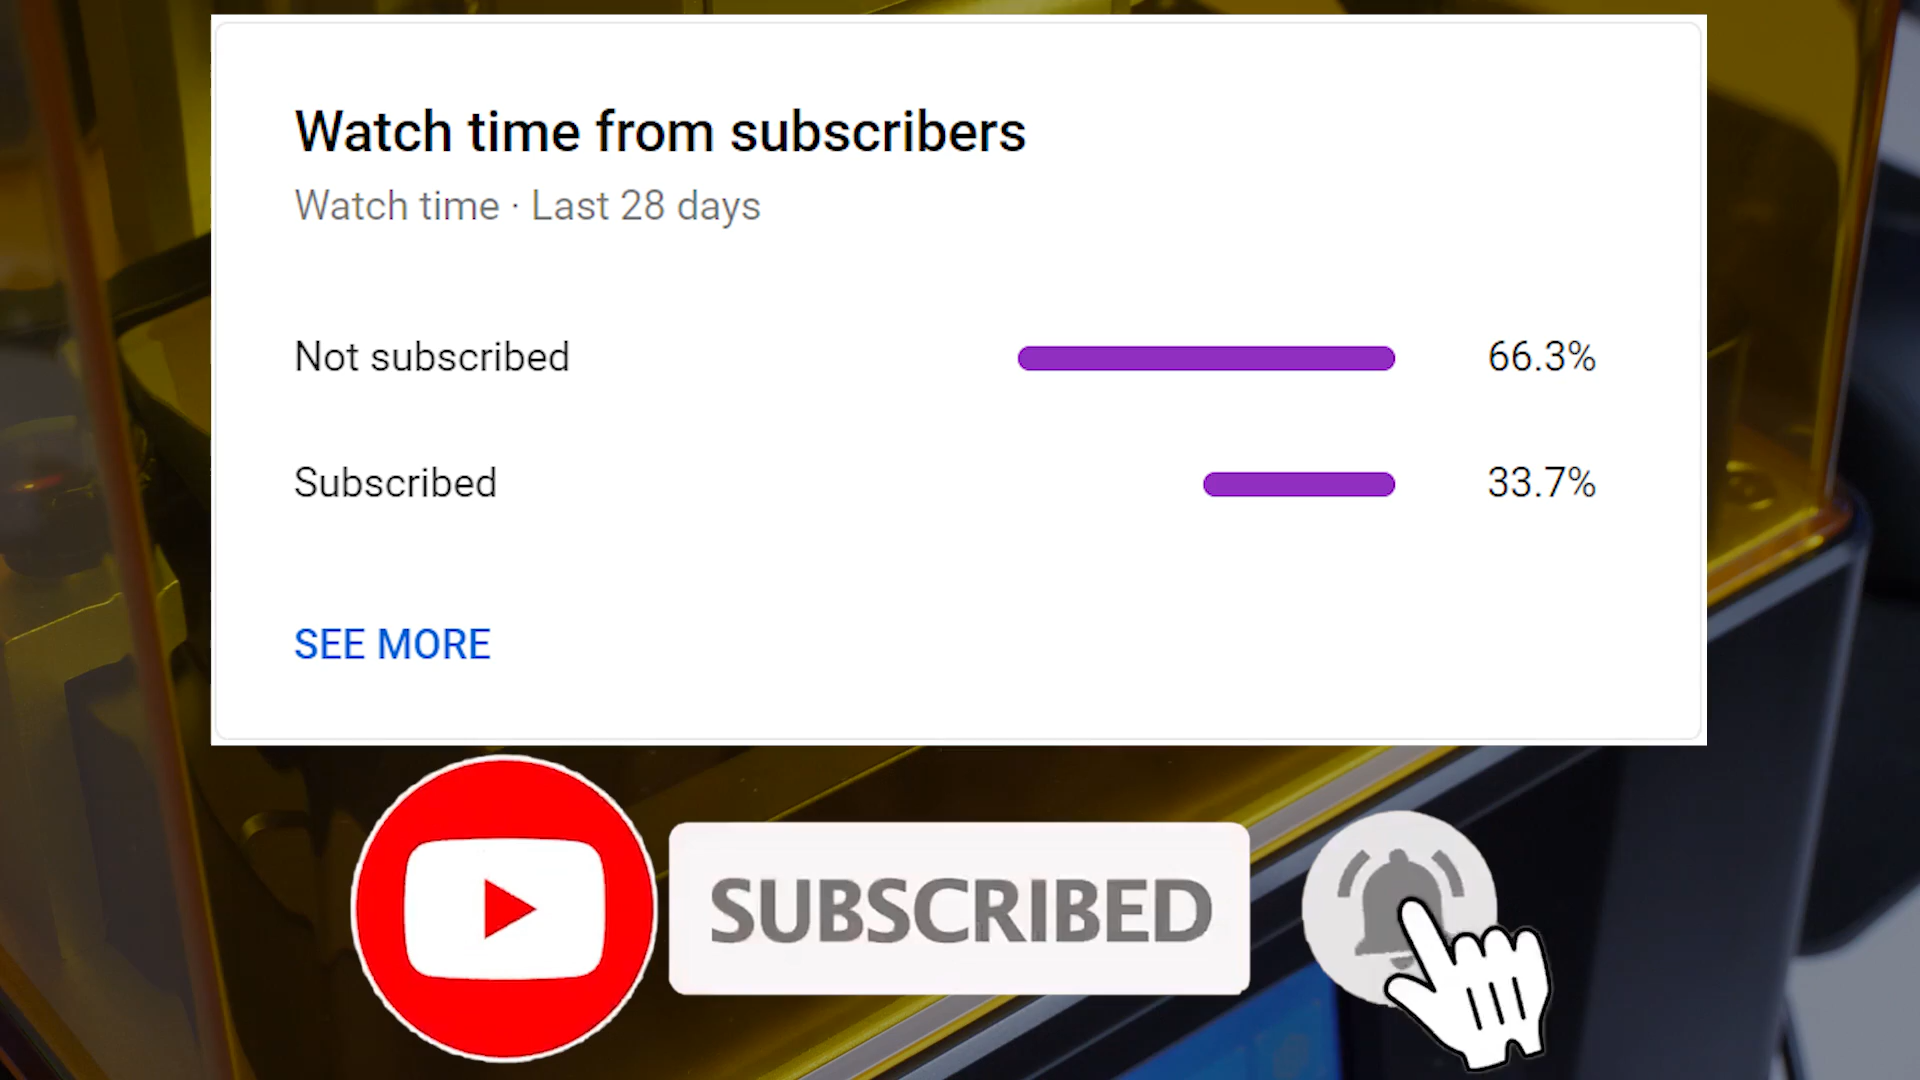 Watch time from subscribers
Watch time · Last 28 days
Not subscribed 66.3%
Subscribed 33.7%
SEE MORE
SUBSCRIBED